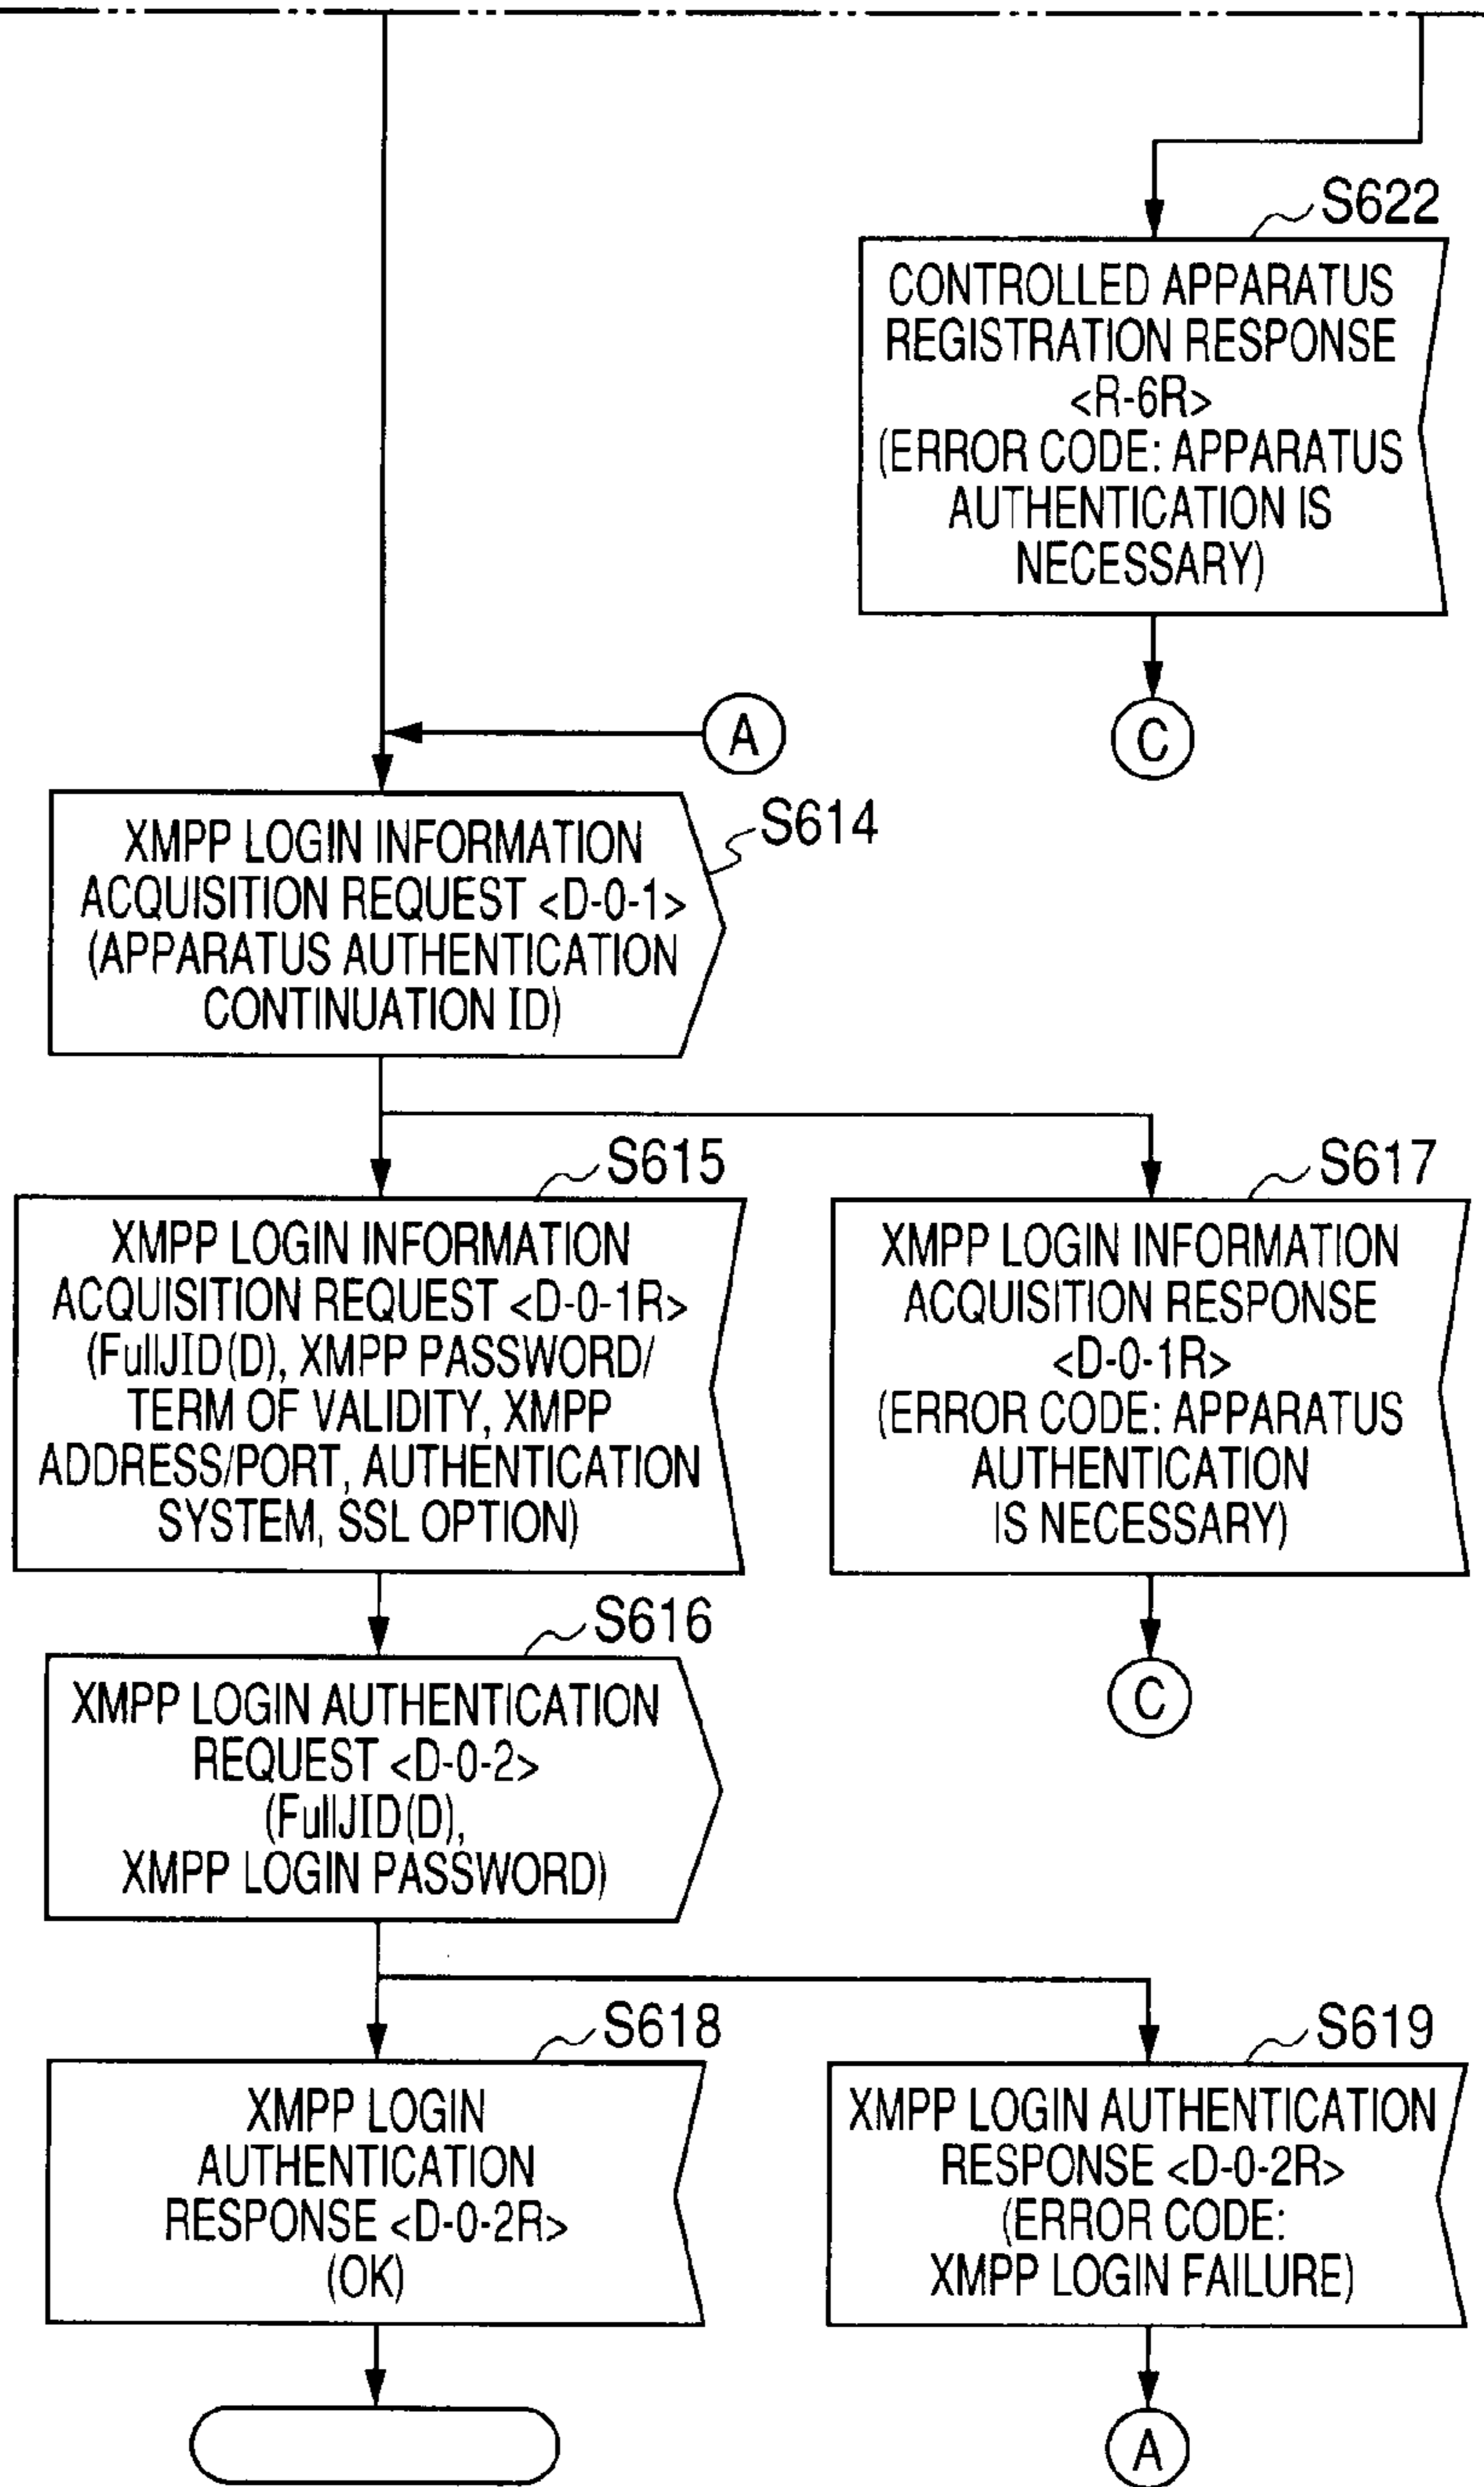 S622
CONTROLLED APPARATUS
REGISTRATION RESPONSE
<R-6R>
(ERROR CODE: APPARATUS
AUTHENTICATION IS
NECESSARY)
A
C
S614
XMPP LOGIN INFORMATION
ACQUISITION REQUEST <D-0-1>
(APPARATUS AUTHENTICATION
CONTINUATION ID)
S615
XMPP LOGIN INFORMATION
ACQUISITION REQUEST <D-0-1R>
(FullJID(D), XMPP PASSWORD/
TERM OF VALIDITY, XMPP
ADDRESS/PORT, AUTHENTICATION
SYSTEM, SSL OPTION)
S617
XMPP LOGIN INFORMATION
ACQUISITION RESPONSE
<D-0-1R>
(ERROR CODE: APPARATUS
AUTHENTICATION
IS NECESSARY)
C
S616
XMPP LOGIN AUTHENTICATION
REQUEST <D-0-2>
(FullJID(D),
XMPP LOGIN PASSWORD)
S618
XMPP LOGIN
AUTHENTICATION
RESPONSE <D-0-2R>
(OK)
S619
XMPP LOGIN AUTHENTICATION
RESPONSE <D-0-2R>
(ERROR CODE:
XMPP LOGIN FAILURE)
A